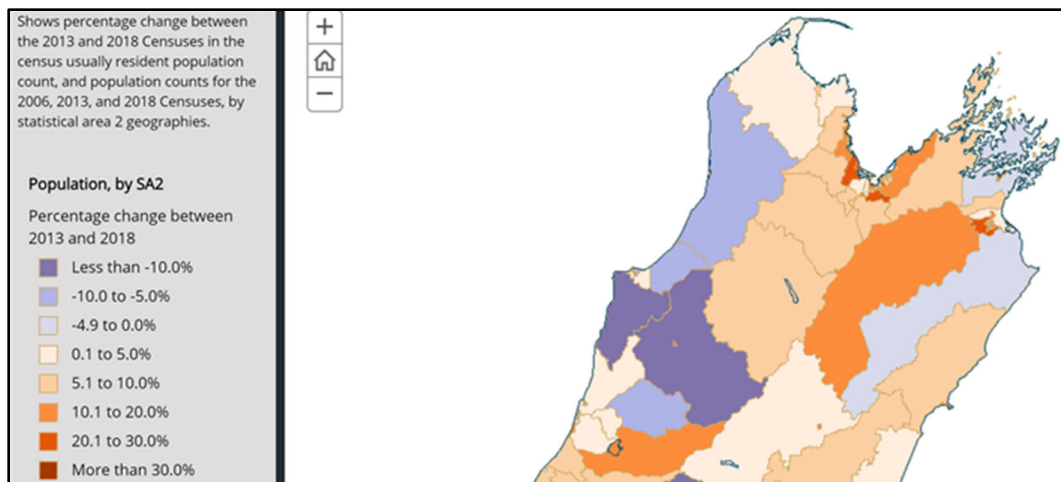 Shows percentage change between
the 2013 and 2018 Censuses in the
census usually resident population
count, and population counts for the
2006, 2013, and 2018 Censuses, by
statistical area 2 geographies.
Population, by SA2
Percentage change between
2013 and 2018
Less than -10.0%
-10.0 to -5.0%
-4.9 to 0.0%
0.1 to 5.0%
5.1 to 10.0%
10.1 to 20.0%
20.1 to 30.0%
More than 30.0%
+
−